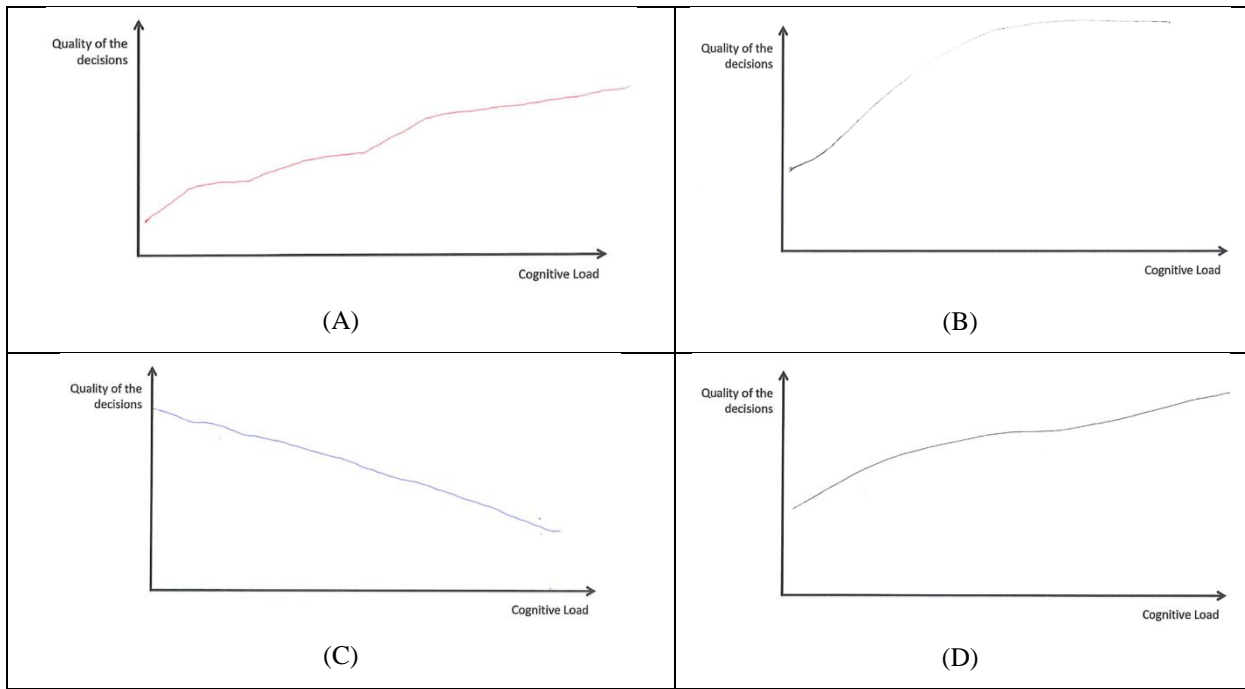 Quality of the
decisions
Cognitive Load
(A)
Quality of the
decisions
Cognitive Load
(B)
Quality of the
decisions
Cognitive Load
(C)
Quality of the
decisions
Cognitive Load
(D)